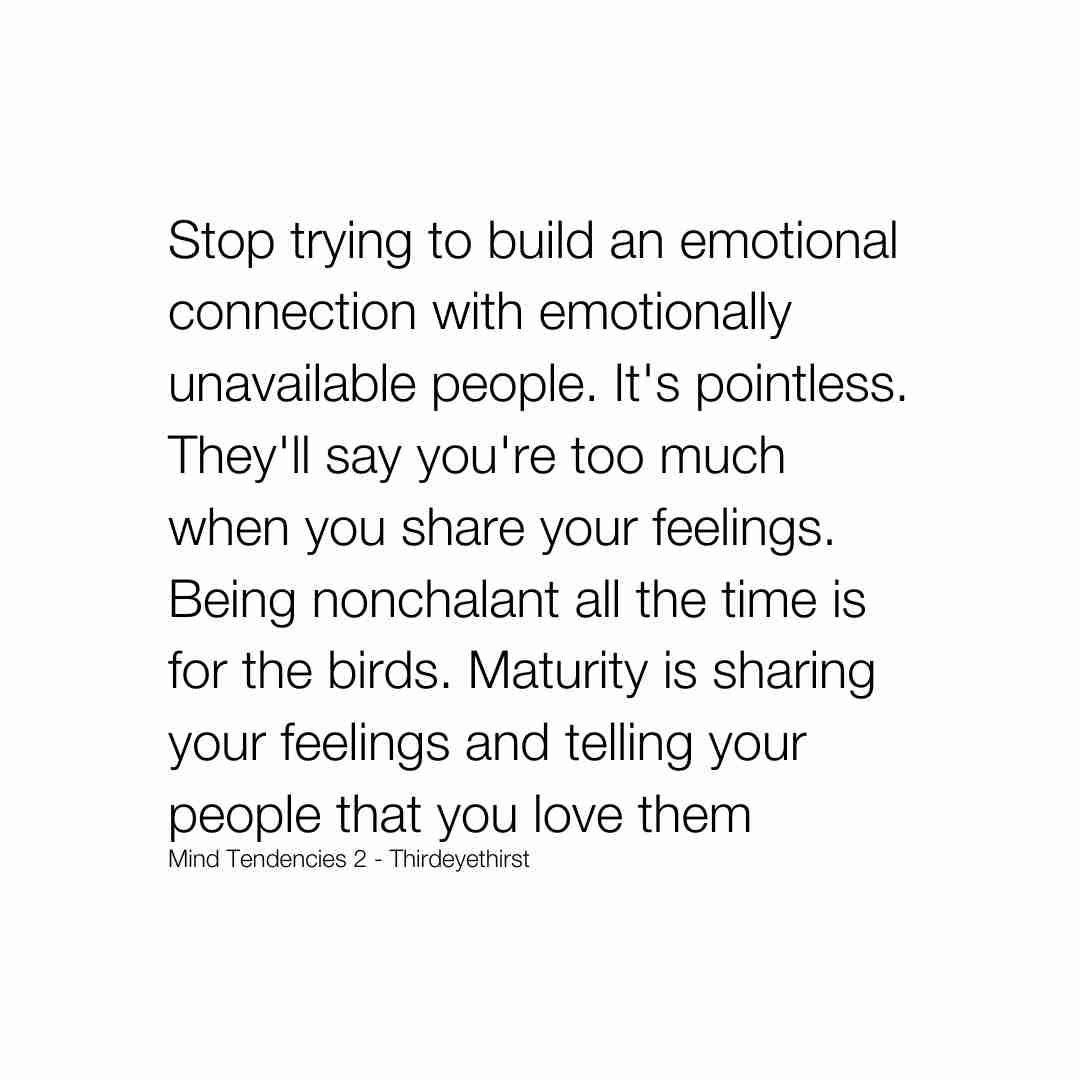 Stop trying to build an emotional
connection with emotionally
unavailable people. It's pointless.
They'll say you're too much
when you share your feelings.
Being nonchalant all the time is
for the birds. Maturity is sharing
your feelings and telling your
people that you love them
Mind Tendencies 2 - Thirdeyethirst